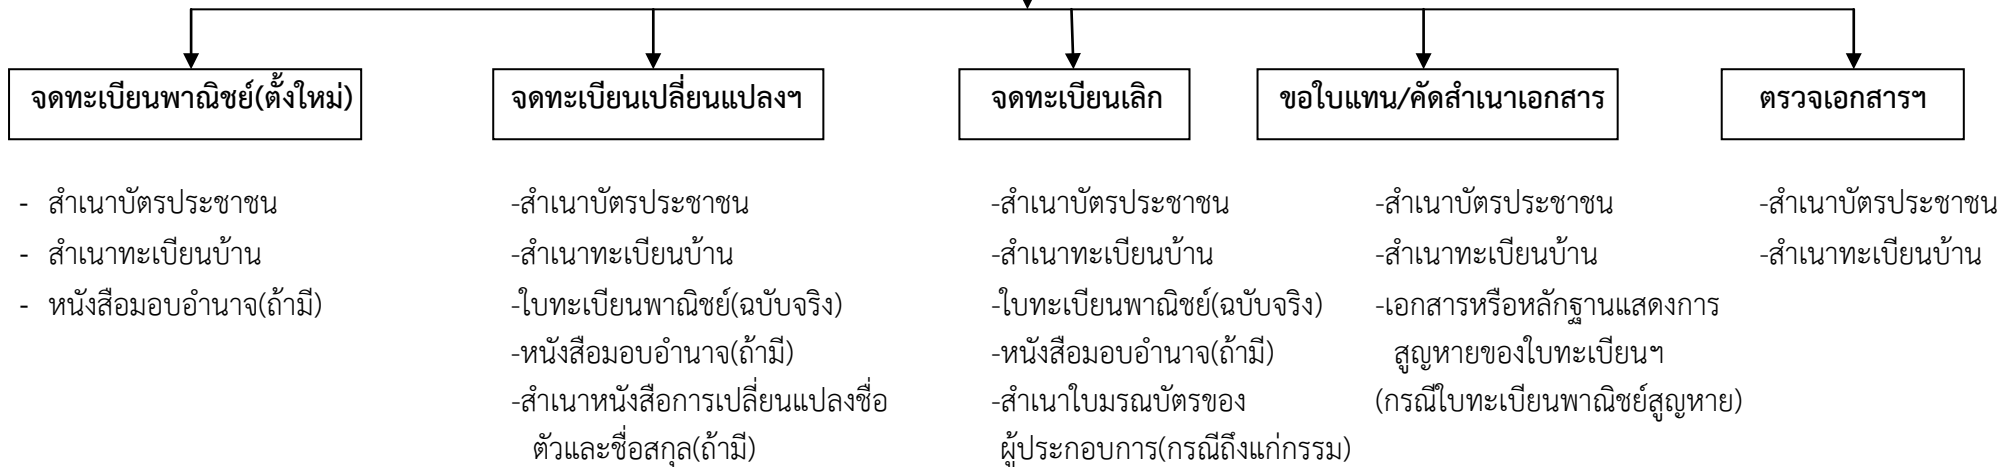 จดทะเบียนพาณิชย์(ตั้งใหม่)
- สำเนาบัตรประชาชน
- สำเนาทะเบียนบ้าน
- หนังสือมอบอำนาจ(ถ้ามี)
จดทะเบียนเปลี่ยนแปลงฯ
-สำเนาบัตรประชาชน
-สำเนาทะเบียนบ้าน
-ใบทะเบียนพาณิชย์(ฉบับจริง)
-หนังสือมอบอำนาจ(ถ้ามี)
-สำเนาหนังสือการเปลี่ยนแปลงชื่อ
ตัวและชื่อสกุล(ถ้ามี)
จดทะเบียนเลิก
-สำเนาบัตรประชาชน
-สำเนาทะเบียนบ้าน
-ใบทะเบียนพาณิชย์(ฉบับจริง)
-หนังสือมอบอำนาจ(ถ้ามี)
-สำเนาใบมรณบัตรของ
ผู้ประกอบการ(กรณีถึงแก่กรรม)
ขอใบแทน/คัดสำเนาเอกสาร
-สำเนาบัตรประชาชน
-สำเนาทะเบียนบ้าน
-เอกสารหรือหลักฐานแสดงการ
สูญหายของใบทะเบียนฯ
(กรณีใบทะเบียนพาณิชย์สูญหาย)
ตรวจเอกสารฯ
-สำเนาบัตรประชาชน
-สำเนาทะเบียนบ้าน